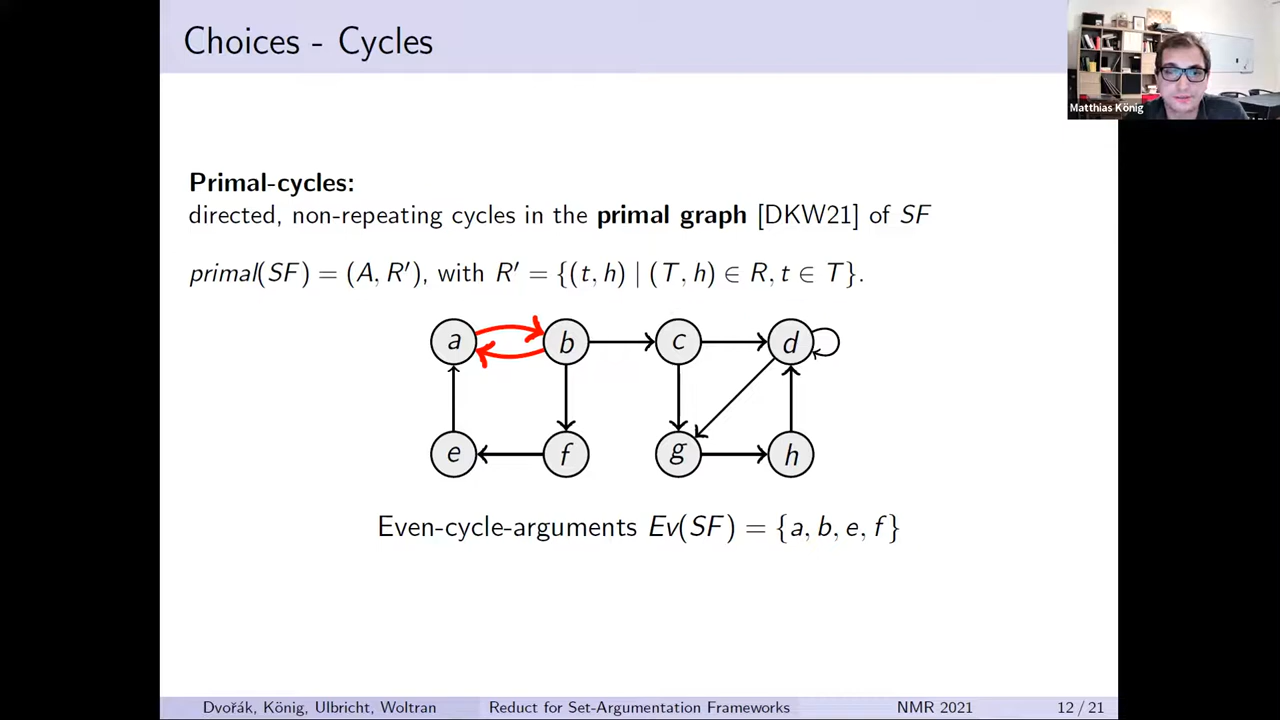 Choices - Cycles
Matthias König
Primal-cycles:
directed, non-repeating cycles in the primal graph [DKW21] of SF
primal(SF) = (A, R′), with R′ = {(t, h) | (T, h) ∈ R, t ∈ T}.
a b c d
e f g h
Even-cycle-arguments Ev(SF) = {a, b, e, f}
Dvořák, König, Ulbricht, Woltran Reduct for Set-Argumentation Frameworks NMR 2021 12 / 21